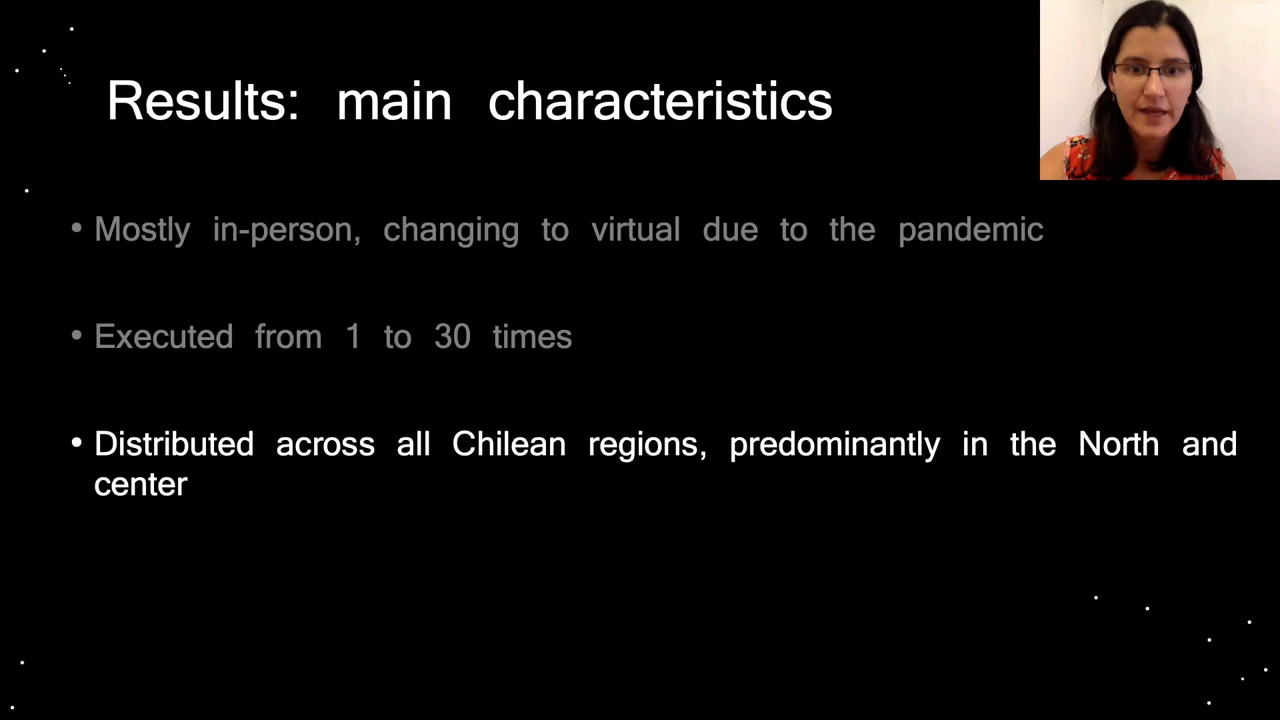 Results: main characteristics
• Mostly in-person, changing to virtual due to the pandemic
• Executed from 1 to 30 times
• Distributed across all Chilean regions, predominantly in the North and
center